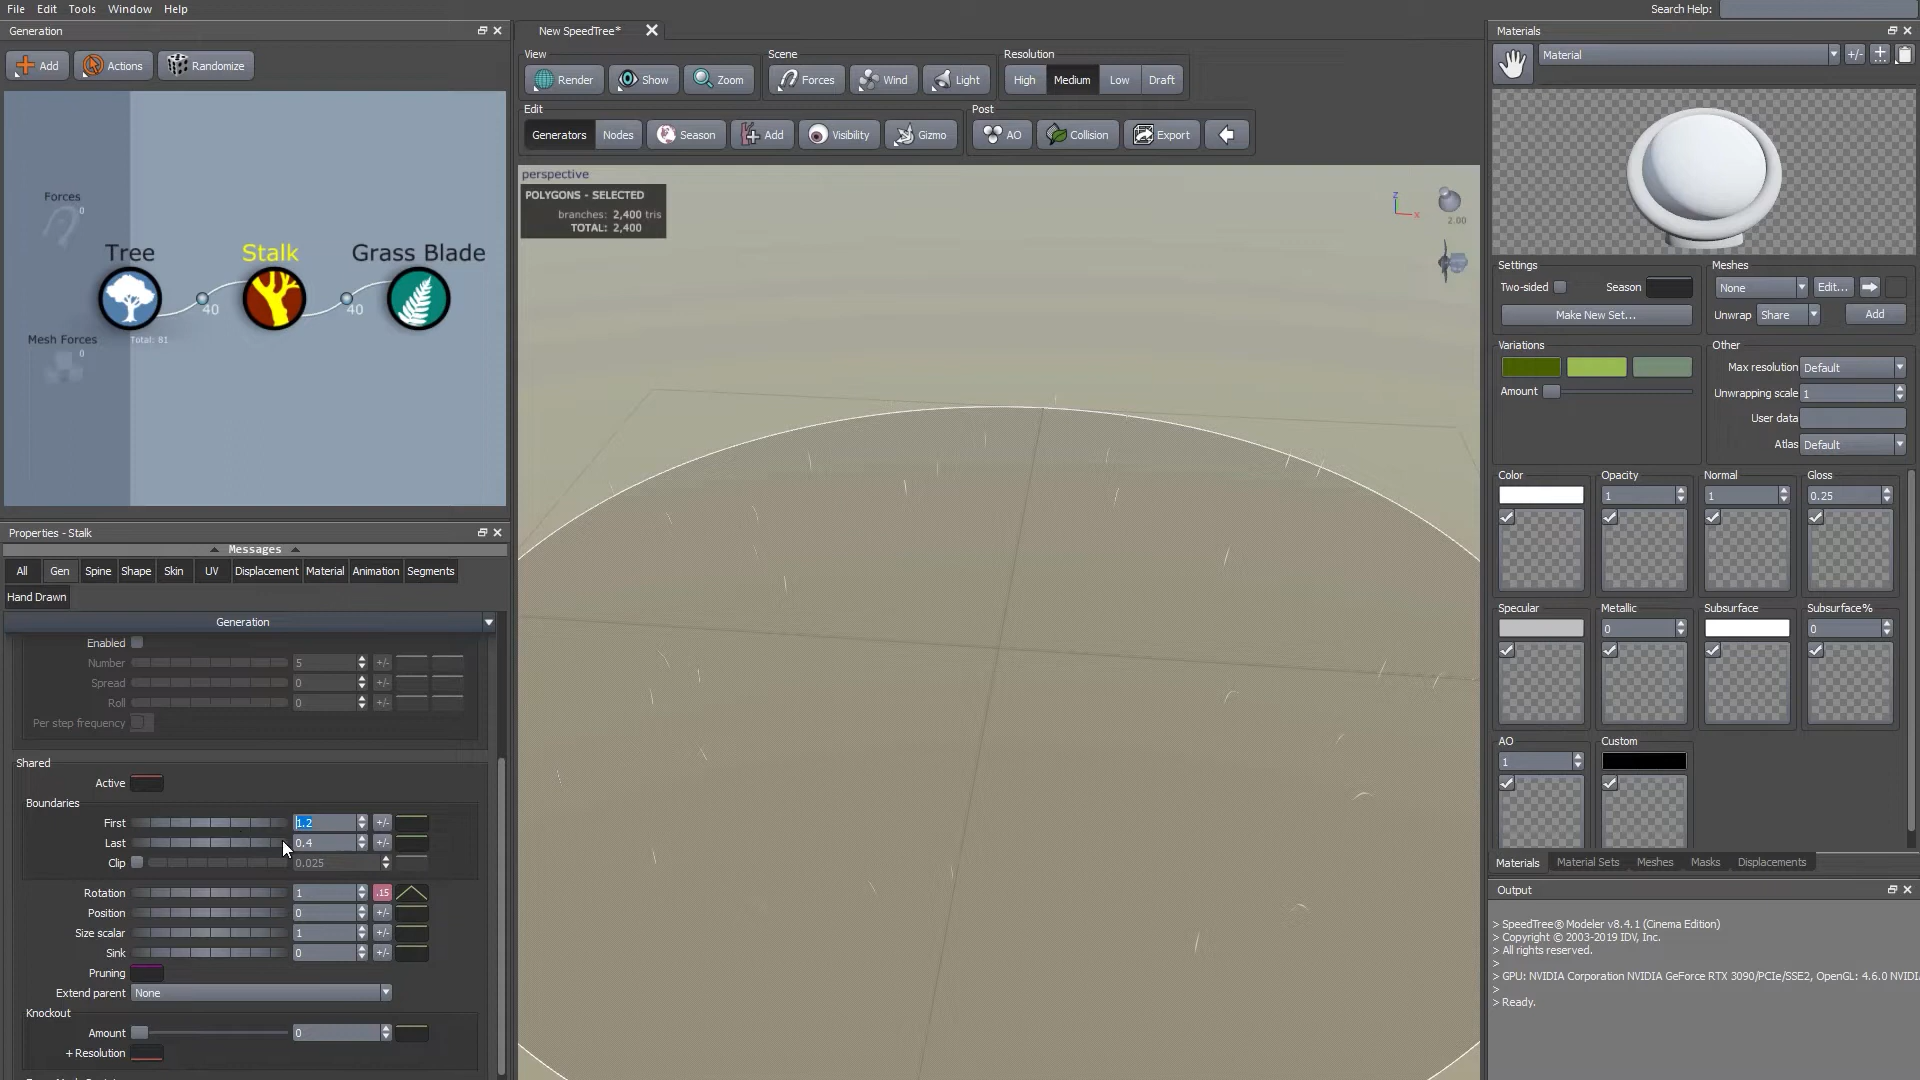 File Edit Tools Window Help
Search Help:
Generation
Add Actions Randomize
Forces
0
Tree Stalk Grass Blade
40 40
Mesh Forces
0
Total: 81
Properties - Stalk
Messages
All Gen Spine Shape Skin UV Displacement Material Animation Segments
Hand Drawn
Generation
Enabled
Number 5 +/-
Spread 0 +/-
Roll 0 +/-
Per step frequency
Shared
Active
Boundaries
First 1.2 +/-
Last 0.4 +/-
Clip 0.025
Rotation 1 .15
Position 0 +/-
Size scalar 1 +/-
Sink 0 +/-
Pruning
Extend parent None
Knockout
Amount 0
+ Resolution
New SpeedTree*
View Scene Resolution
Render Show Zoom Forces Wind Light High Medium Low Draft
Edit Post
Generators Nodes Season Add Visibility Gizmo AO Collision Export
perspective
POLYGONS - SELECTED
branches: 2,400 tris
TOTAL: 2,400
z
x
2.00
Materials
Material +/-
Settings Meshes
Two-sided Season None Edit...
Make New Set... Unwrap Share Add
Variations Other
Max resolution Default
Amount Unwrapping scale 1
User data
Atlas Default
Color Opacity Normal Gloss
1 1 0.25
Specular Metallic Subsurface Subsurface%
0 0
AO Custom
1
Materials Material Sets Meshes Masks Displacements
Output
> SpeedTree® Modeler v8.4.1 (Cinema Edition)
> Copyright © 2003-2019 IDV, Inc.
> All rights reserved.
>
> GPU: NVIDIA Corporation NVIDIA GeForce RTX 3090/PCIe/SSE2, OpenGL: 4.6.0 NVIDI
>
> Ready.